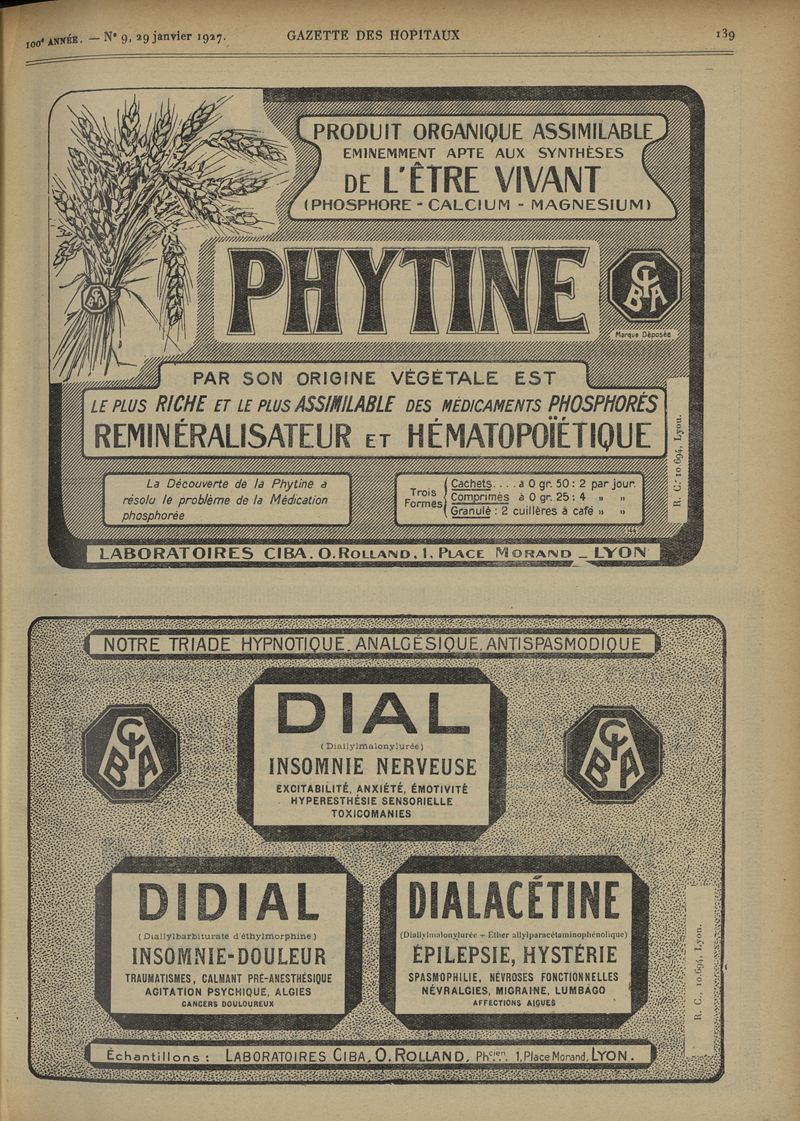 100e ANNÉE. — N° 9, 29 janvier 1927.
GAZETTE DES HOPITAUX
139
PRODUIT ORGANIQUE ASSIMILABLE
EMINEMMENT APTE AUX SYNTHÈSES
DE L'ÊTRE VIVANT
(PHOSPHORE - CALCIUM - MAGNESIUM)
PHYTINE
CIBA
CIBA
Marque Déposée
PAR SON ORIGINE VÉGÉTALE EST
LE PLUS RICHE ET LE PLUS ASSIMILABLE DES MÉDICAMENTS PHOSPHORÉS
REMINÉRALISATEUR ET HÉMATOPOÏÉTIQUE
La Découverte de la Phytine a
résolu le problème de la Médication
phosphorée
Trois
Formes
Cachets.... à 0 gr. 50 : 2 par jour.
Comprimés à 0 gr. 25 : 4 " "
Granulé : 2 cuillères à café " "
144
R. C. : 10.694, Lyon.
LABORATOIRES CIBA. O. ROLLAND, 1, PLACE MORAND _ LYON
NOTRE TRIADE HYPNOTIQUE. ANALGÉSIQUE. ANTISPASMODIQUE
CIBA
CIBA
DIAL
(Diallylmalonylurée)
INSOMNIE NERVEUSE
EXCITABILITÉ, ANXIÉTÉ, ÉMOTIVITÉ
HYPERESTHÉSIE SENSORIELLE
TOXICOMANIES
DIDIAL
(Diallylbarbiturate d'éthylmorphine)
INSOMNIE-DOULEUR
TRAUMATISMES, CALMANT PRÉ-ANESTHÉSIQUE
AGITATION PSYCHIQUE, ALGIES
CANCERS DOULOUREUX
DIALACÉTINE
(Diallylmalonylurée + Éther allylparacétaminophénolique)
ÉPILEPSIE, HYSTÉRIE
SPASMOPHILIE, NÉVROSES FONCTIONNELLES
NÉVRALGIES, MIGRAINE, LUMBAGO
AFFECTIONS AIGUES
R. C., 10.694, Lyon.
Échantillons : LABORATOIRES CIBA, O. ROLLAND, Phcien. 1, Place Morand, LYON.